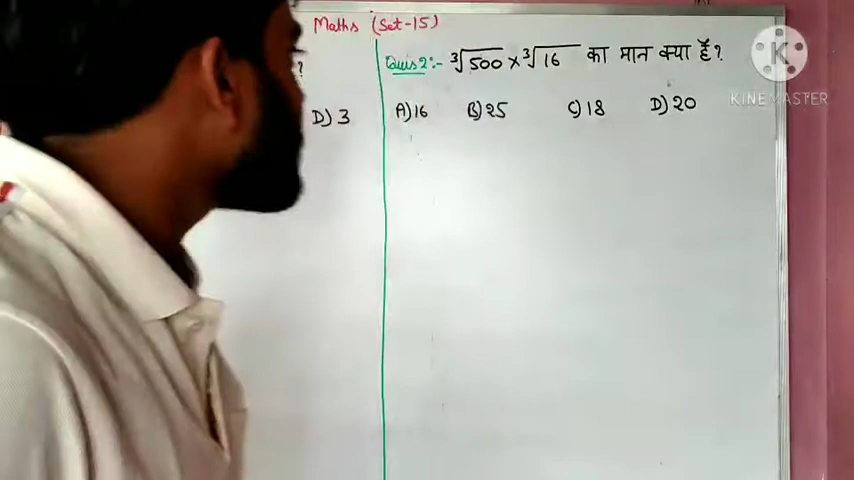 Maths (Set-15)
?
D) 3
Quis 2:- ∛500 × ∛16 का मान क्या है?
A) 16 B) 25 C) 18 D) 20
KINEMASTER